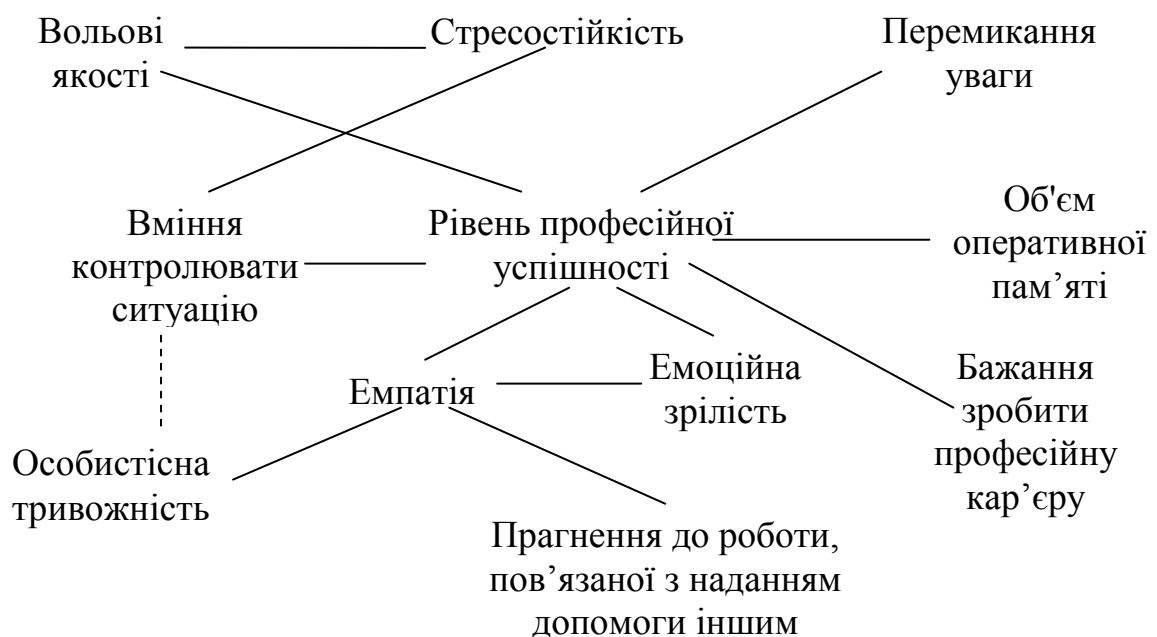 Вольові
якості
Стресостійкість
Перемикання
уваги
Вміння
контролювати
ситуацію
Рівень професійної
успішності
Об'єм
оперативної
пам’яті
Емпатія
Емоційна
зрілість
Бажання
зробити
професійну
кар’єру
Особистісна
тривожність
Прагнення до роботи,
пов’язаної з наданням
допомоги іншим